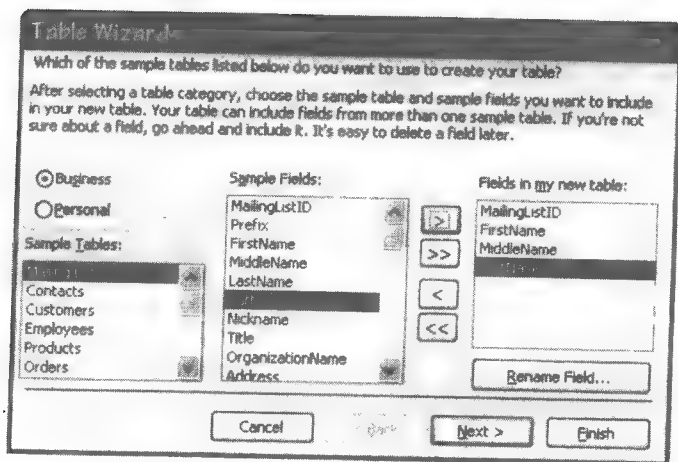 Table Wizard
Which of the sample tables listed below do you want to use to create your table?
After selecting a table category, choose the sample table and sample fields you want to include
in your new table. Your table can include fields from more than one sample table. If you're not
sure about a field, go ahead and include it. It's easy to delete a field later.
Business
Personal
Sample Tables:
Contacts
Customers
Employees
Products
Orders
Sample Fields:
MailingListID
Prefix
FirstName
MiddleName
LastName
Nickname
Title
OrganizationName
Address
>
>>
<
<<
Fields in my new table:
MailingListID
FirstName
MiddleName
Rename Field...
Cancel
Next >
Finish